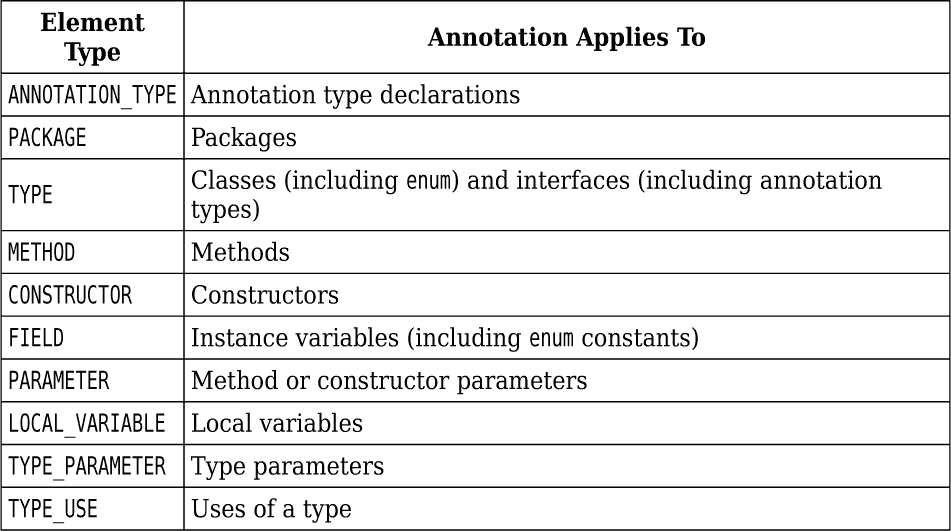 Element
Type
Annotation Applies To
ANNOTATION_TYPE Annotation type declarations
PACKAGE Packages
TYPE Classes (including enum) and interfaces (including annotation
types)
METHOD Methods
CONSTRUCTOR Constructors
FIELD Instance variables (including enum constants)
PARAMETER Method or constructor parameters
LOCAL_VARIABLE Local variables
TYPE_PARAMETER Type parameters
TYPE_USE Uses of a type